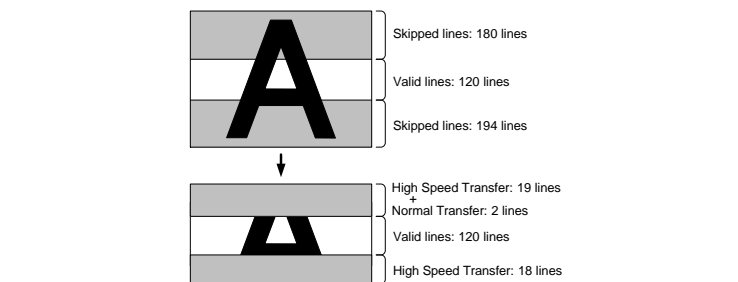 A
Skipped lines: 180 lines
Valid lines: 120 lines
Skipped lines: 194 lines
High Speed Transfer: 19 lines
+
Normal Transfer: 2 lines
Valid lines: 120 lines
High Speed Transfer: 18 lines